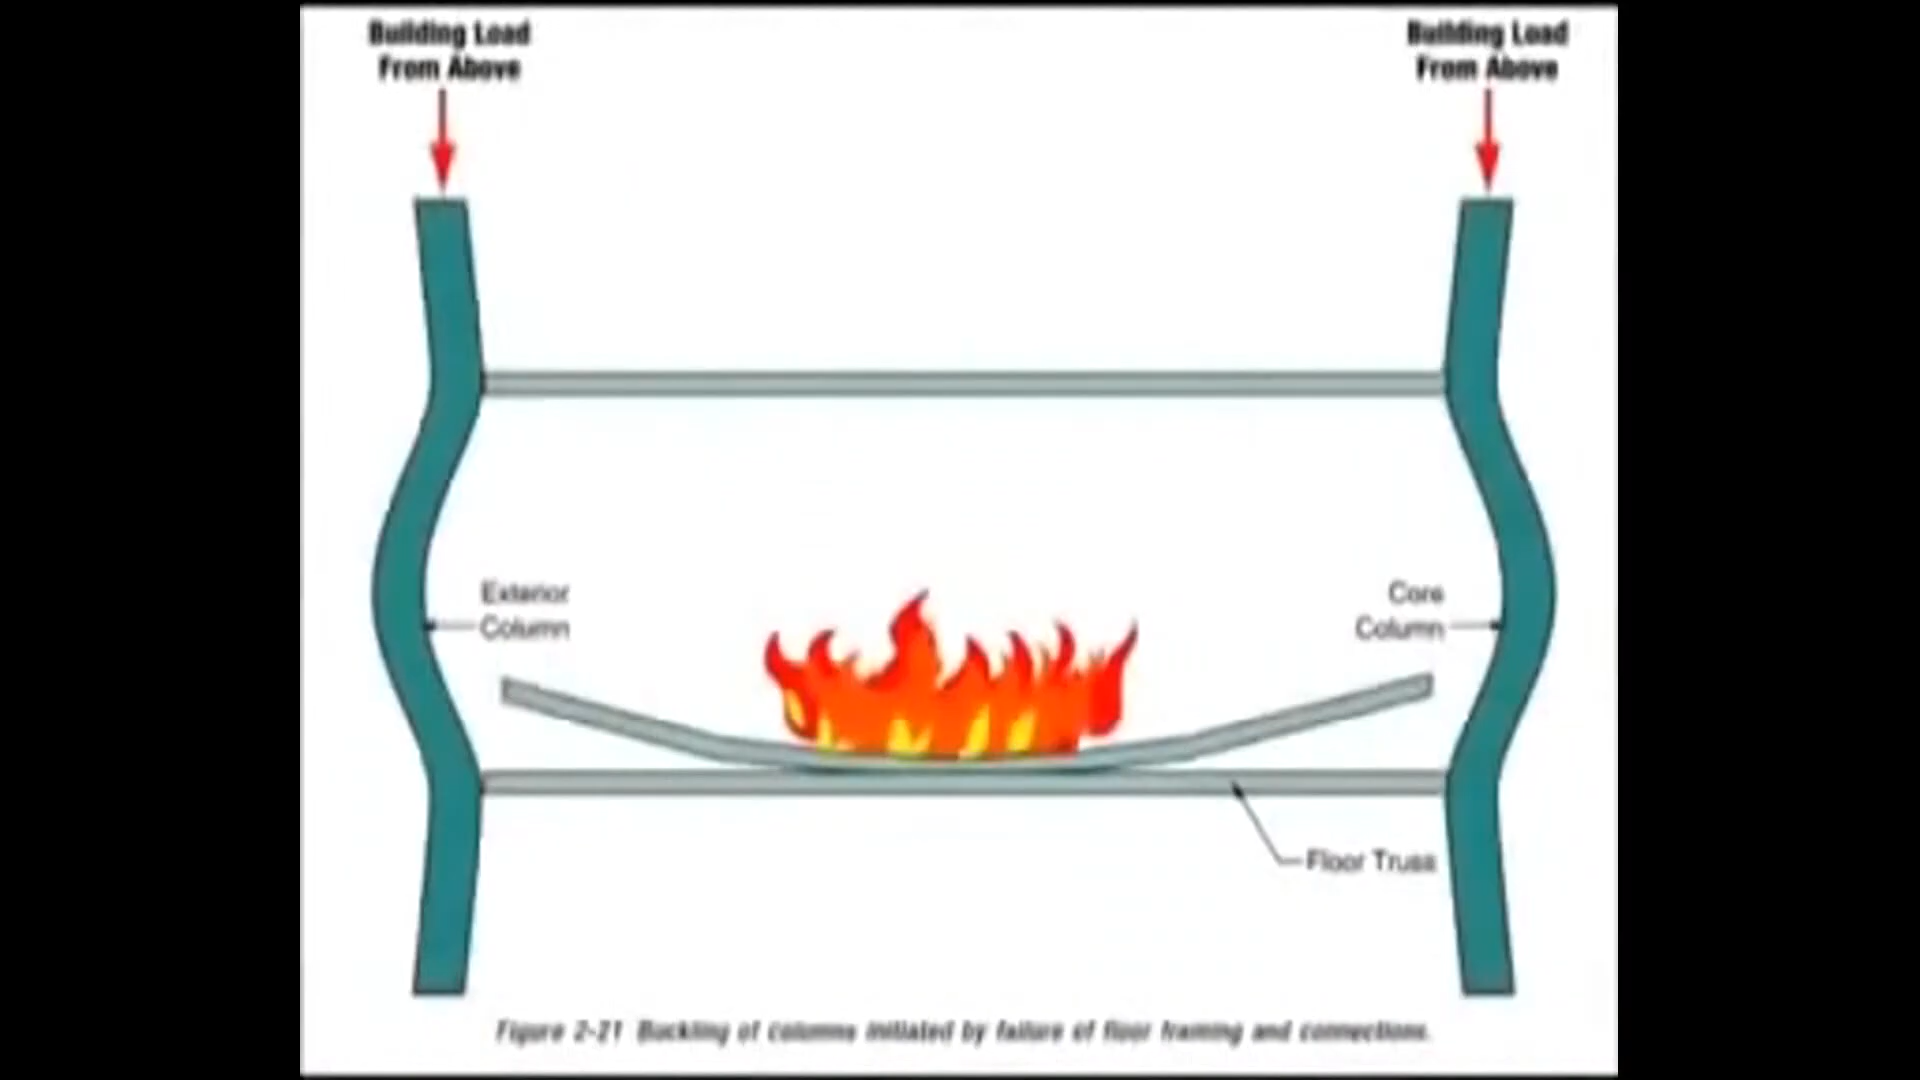 Building Load
From Above
Building Load
From Above
Exterior
Column
Core
Column
Floor Truss
Figure 2-21 Buckling of columns initiated by failure of floor framing and connections.